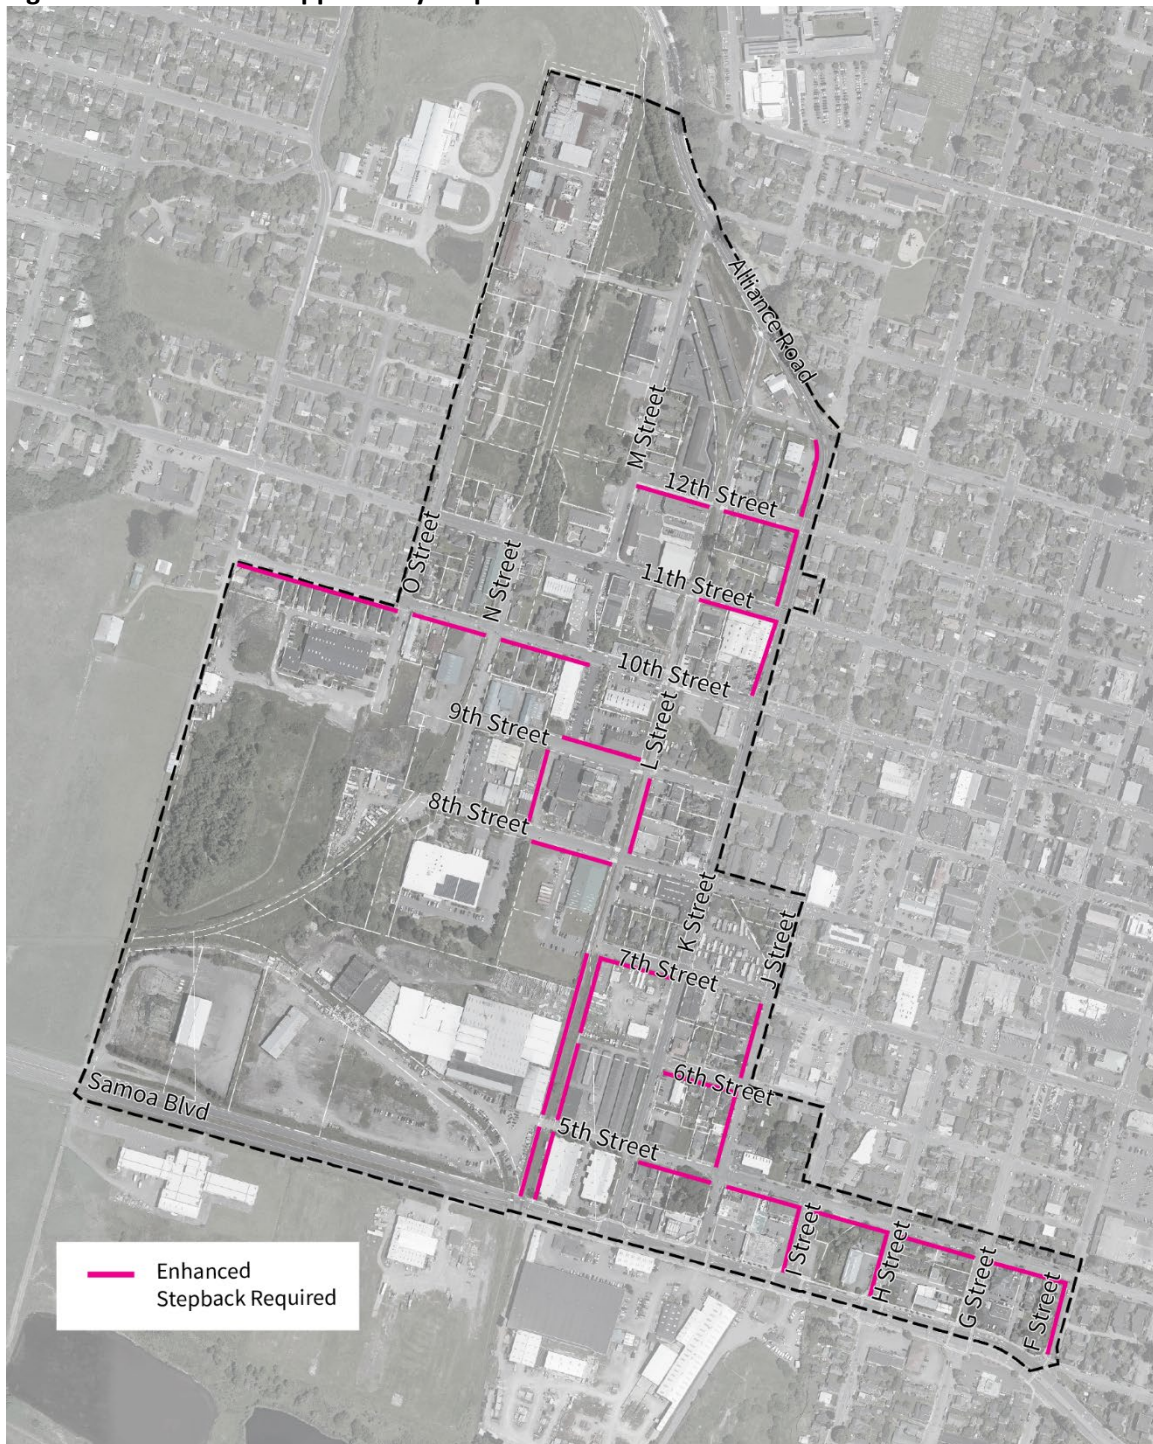 Alliance Road
M Street
12th Street
O Street
N Street
11th Street
10th Street
L Street
9th Street
8th Street
K Street
J Street
7th Street
6th Street
Samoa Blvd
5th Street
I Street
H Street
G Street
F Street
Enhanced
Stepback Required